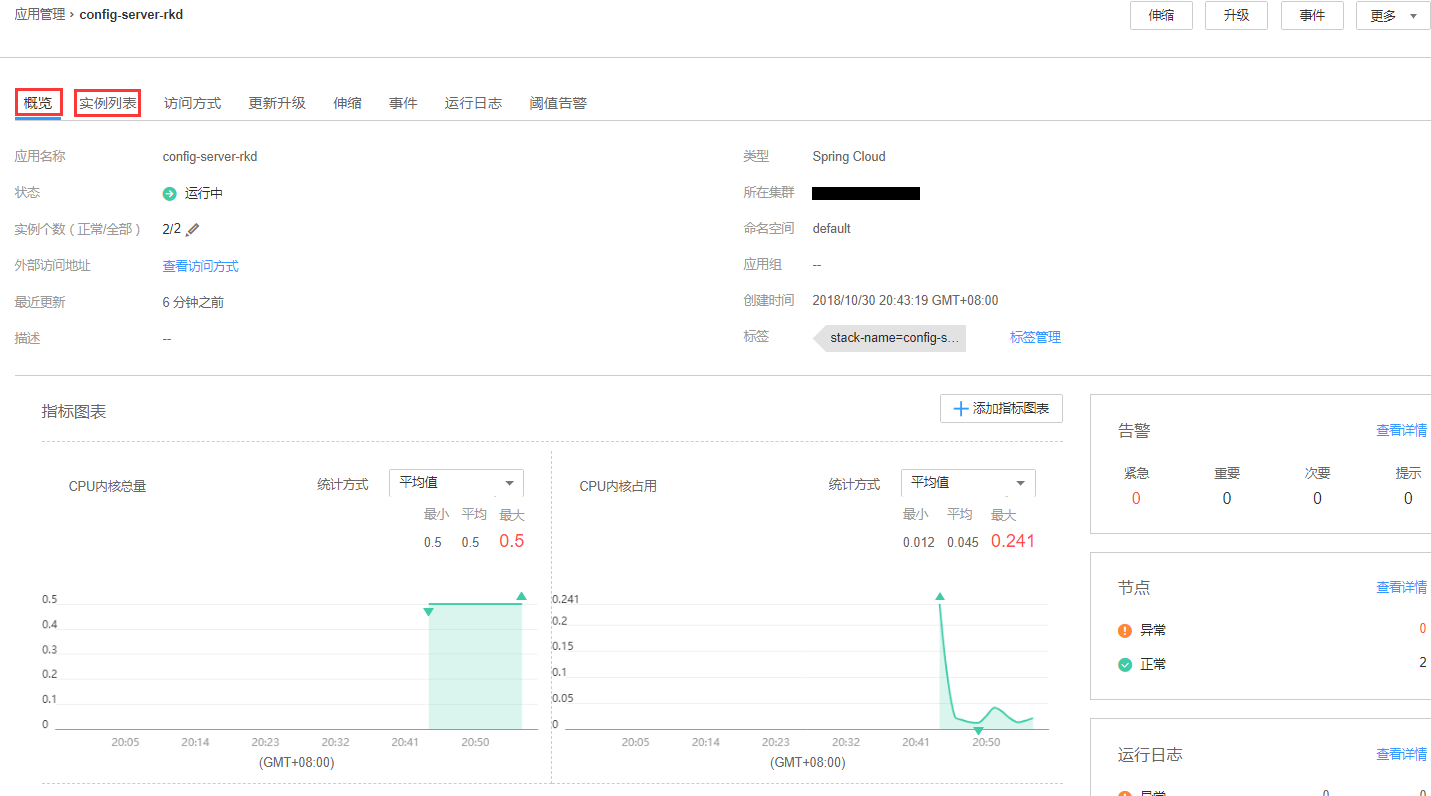 应用管理 › config-server-rkd
伸缩 升级 事件 更多
概览 实例列表 访问方式 更新升级 伸缩 事件 运行日志 阈值告警
应用名称 config-server-rkd 类型 Spring Cloud
状态 运行中 所在集群
实例个数（正常/全部） 2/2 命名空间 default
外部访问地址 查看访问方式 应用组 --
最近更新 6 分钟之前 创建时间 2018/10/30 20:43:19 GMT+08:00
描述 -- 标签 stack-name=config-s... 标签管理
指标图表 添加指标图表
CPU内核总量 统计方式 平均值
最小 平均 最大
0.5 0.5 0.5
0.5
0.4
0.3
0.2
0.1
0
20:05 20:14 20:23 20:32 20:41 20:50
(GMT+08:00)
CPU内核占用 统计方式 平均值
最小 平均 最大
0.012 0.045 0.241
0.241
0.2
0.15
0.1
0.05
0
20:05 20:14 20:23 20:32 20:41 20:50
(GMT+08:00)
告警 查看详情
紧急 重要 次要 提示
0 0 0 0
节点 查看详情
异常 0
正常 2
运行日志 查看详情
异常 0 0